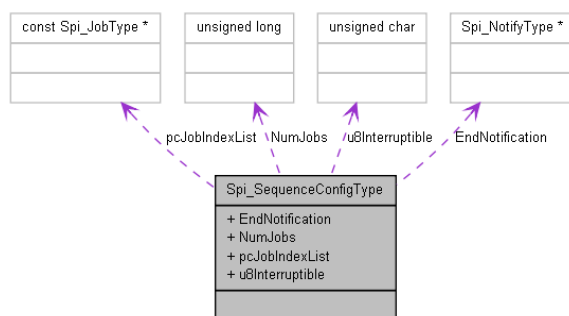 const Spi_JobType * unsigned long unsigned char Spi_NotifyType *
pcJobIndexList NumJobs u8Interruptible EndNotification
Spi_SequenceConfigType
+ EndNotification
+ NumJobs
+ pcJobIndexList
+ u8Interruptible